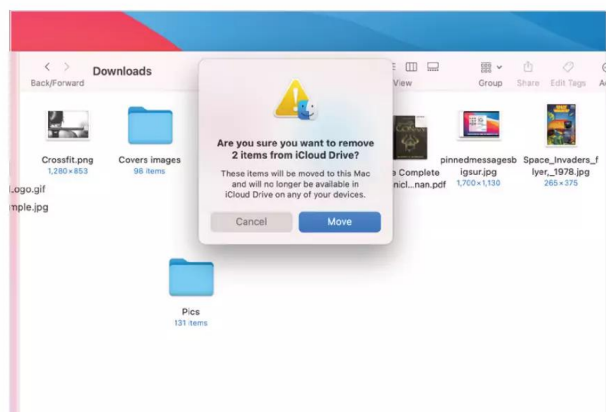 Downloads
Back/Forward
View
Group
Share
Edit Tags
Are you sure you want to remove
2 items from iCloud Drive?
These items will be moved to this Mac
and will no longer be available in
iCloud Drive on any of your devices.
Cancel
Move
Crossfit.png
1,280×853
Covers images
98 items
Complete
nicl...nan.pdf
pinnedmessagesb
igsur.jpg
1,700×1,130
Space_Invaders_f
lyer,_1978.jpg
265×375
.ogo.gif
mple.jpg
Pics
131 items